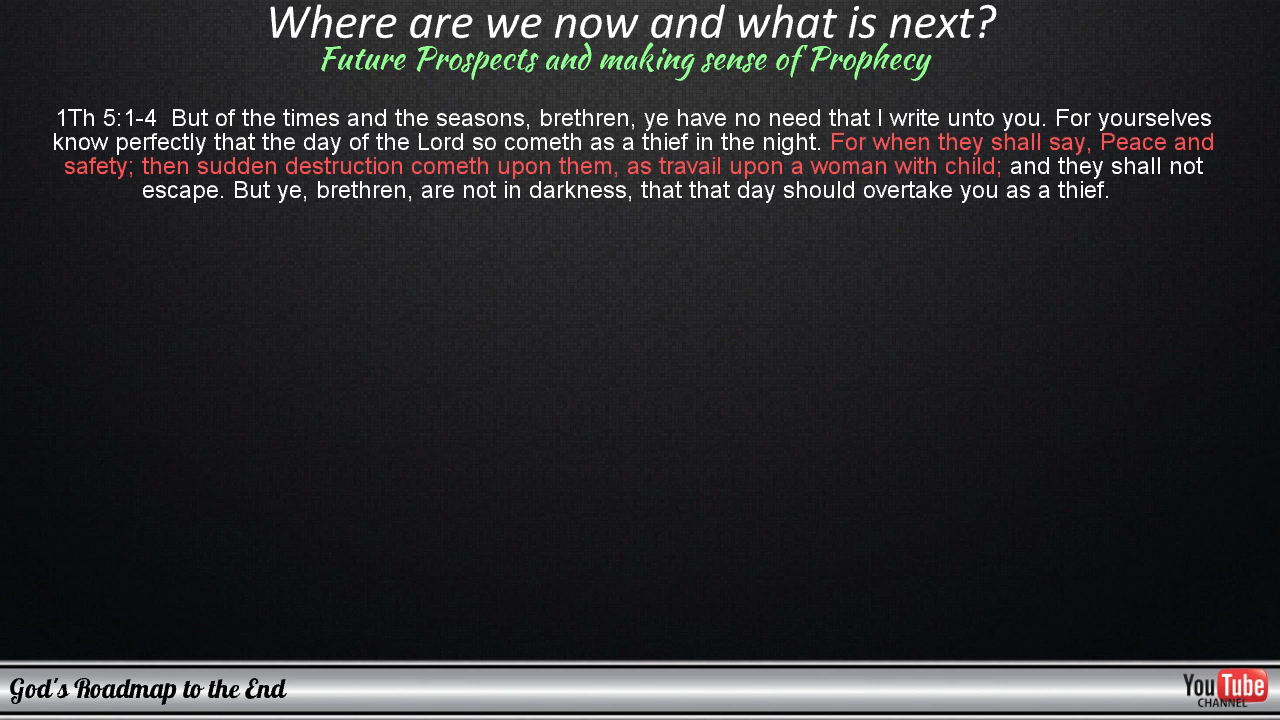 Where are we now and what is next?
Future Prospects and making sense of Prophecy
1Th 5:1-4  But of the times and the seasons, brethren, ye have no need that I write unto you. For yourselves
know perfectly that the day of the Lord so cometh as a thief in the night. For when they shall say, Peace and
safety; then sudden destruction cometh upon them, as travail upon a woman with child; and they shall not
escape. But ye, brethren, are not in darkness, that that day should overtake you as a thief.
God's Roadmap to the End
YouTube
CHANNEL